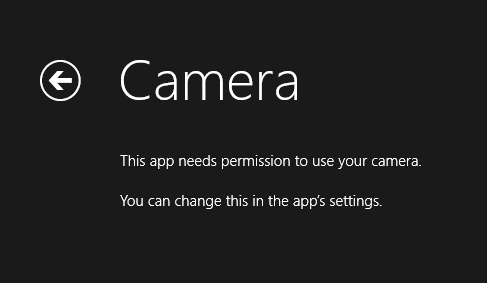 Camera
This app needs permission to use your camera.
You can change this in the app's settings.